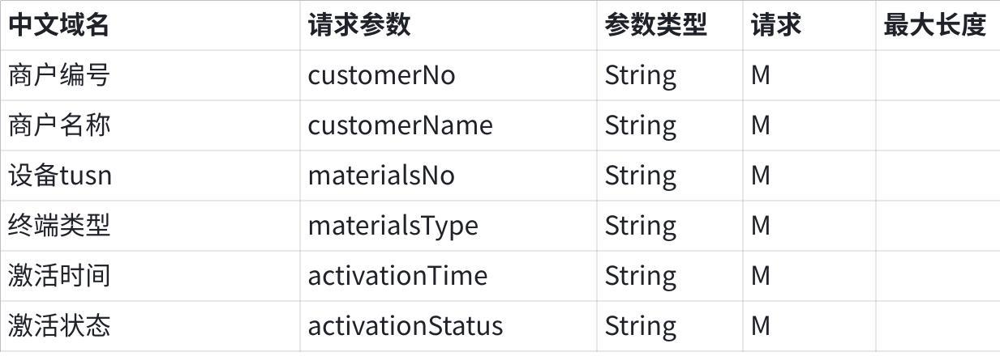 中文域名 请求参数 参数类型 请求 最大长度
商户编号 customerNo String M
商户名称 customerName String M
设备tusn materialsNo String M
终端类型 materialsType String M
激活时间 activationTime String M
激活状态 activationStatus String M